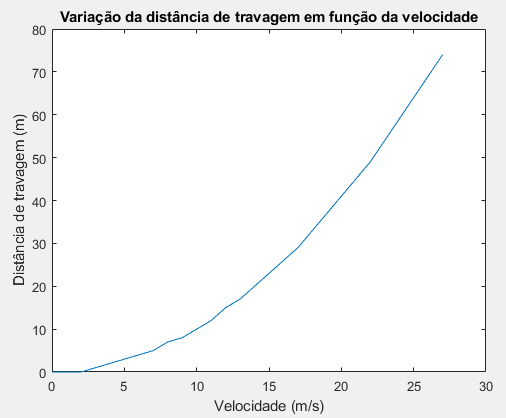 Variação da distância de travagem em função da velocidade
80
70
60
50
40
30
20
10
0
Distância de travagem (m)
0 5 10 15 20 25 30
Velocidade (m/s)